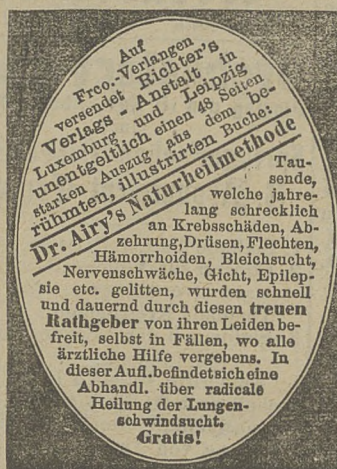 Auf
Frco.-Verlangen
versendet Richter's
Verlags - Anstalt in
Luxemburg und Leipzig
unentgeltlich einen 48 Seiten
starken Auszug aus dem be-
rühmten, illustrirten Buche:
Dr. Airy's Naturheilmethode
Tau-
sende,
welche jahre-
lang schrecklich
an Krebsschäden, Ab-
zehrung, Drüsen, Flechten,
Hämorrhoiden, Bleichsucht,
Nervenschwäche, Gicht, Epilep-
sie etc. gelitten, wurden schnell
und dauernd durch diesen treuen
Rathgeber von ihren Leiden be-
freit, selbst in Fällen, wo alle
ärztliche Hilfe vergebens. In
dieser Aufl. befindet sich eine
Abhandl. über radicale
Heilung der Lungen-
schwindsucht.
Gratis!